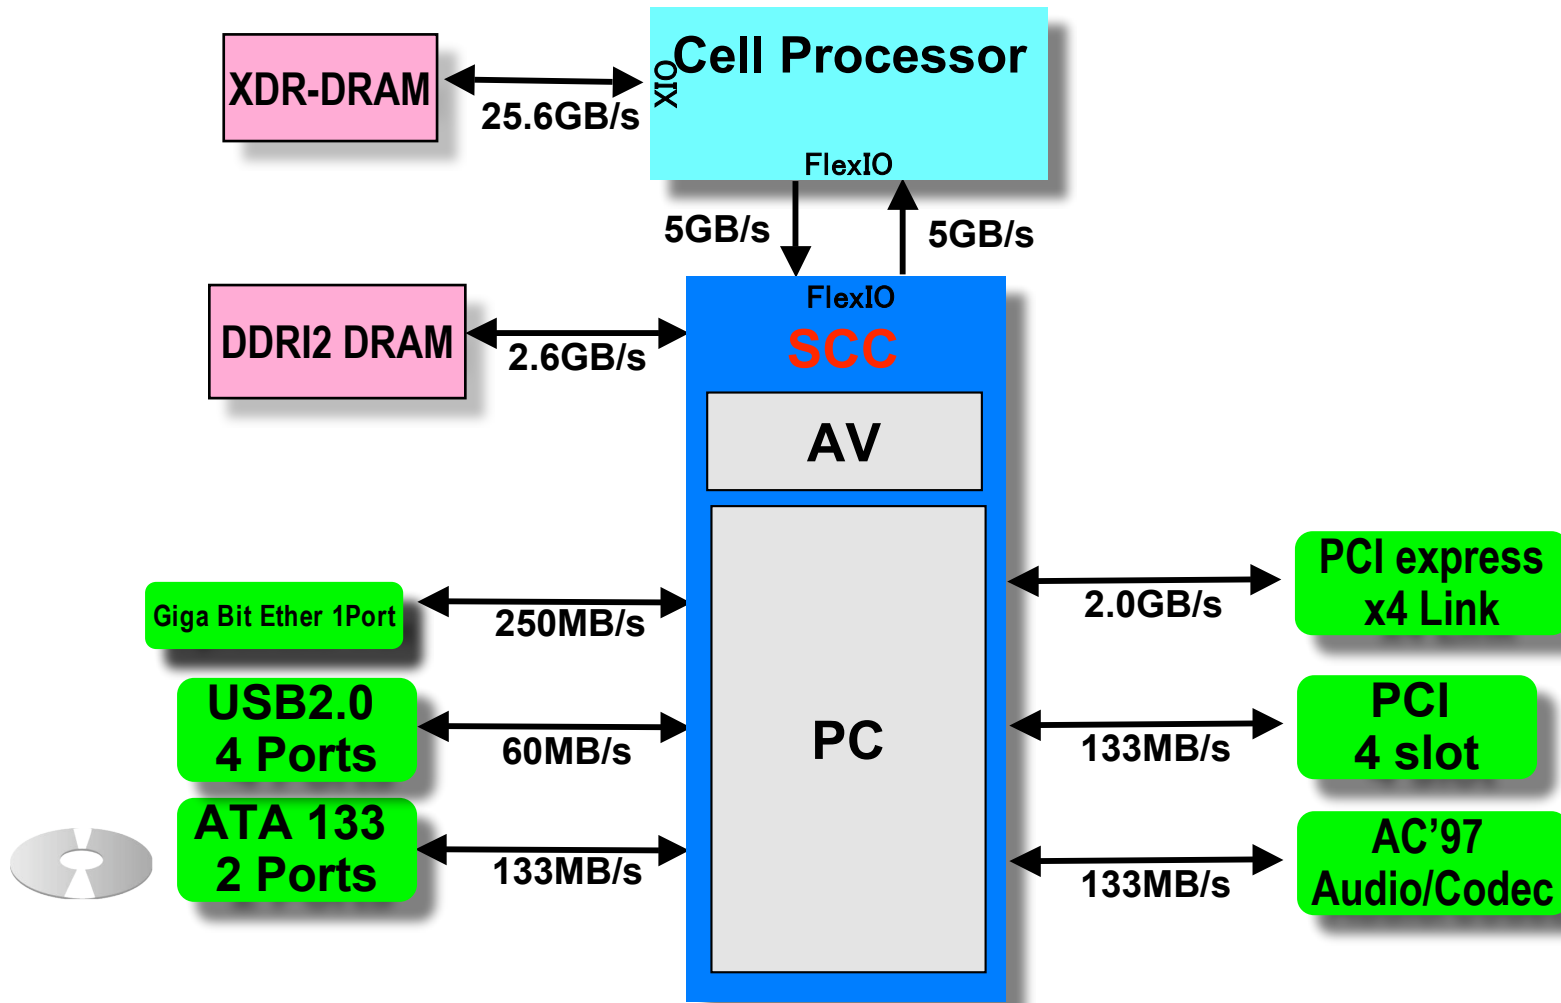 Cell Processor
XIO
XDR-DRAM
25.6GB/s
FlexIO
5GB/s
5GB/s
FlexIO
SCC
DDRI2 DRAM
2.6GB/s
AV
PC
Giga Bit Ether 1Port
250MB/s
USB2.0
4 Ports
60MB/s
ATA 133
2 Ports
133MB/s
PCI express
x4 Link
2.0GB/s
PCI
4 slot
133MB/s
AC’97
Audio/Codec
133MB/s